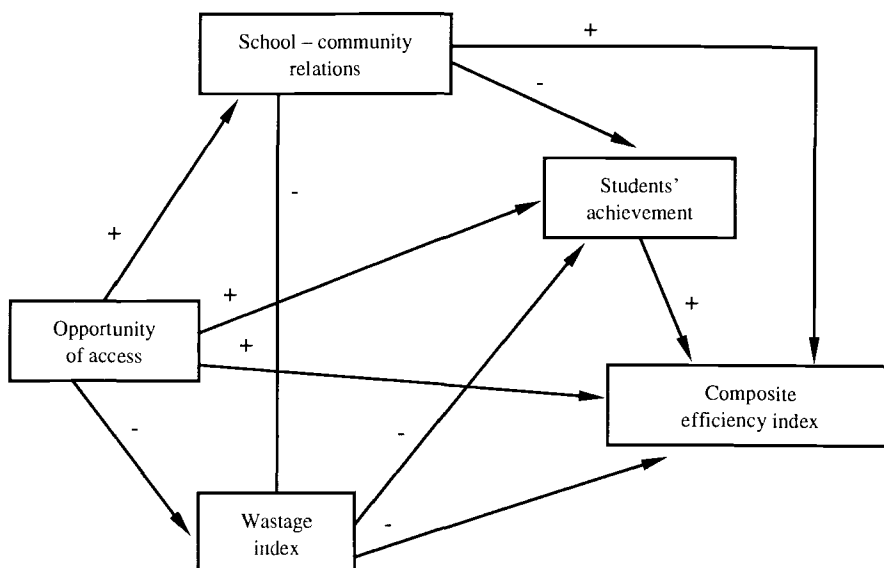 School – community
relations
+
-
Students’
achievement
-
+
+
+
Opportunity
of access
+
Composite
efficiency index
-
-
-
Wastage
index